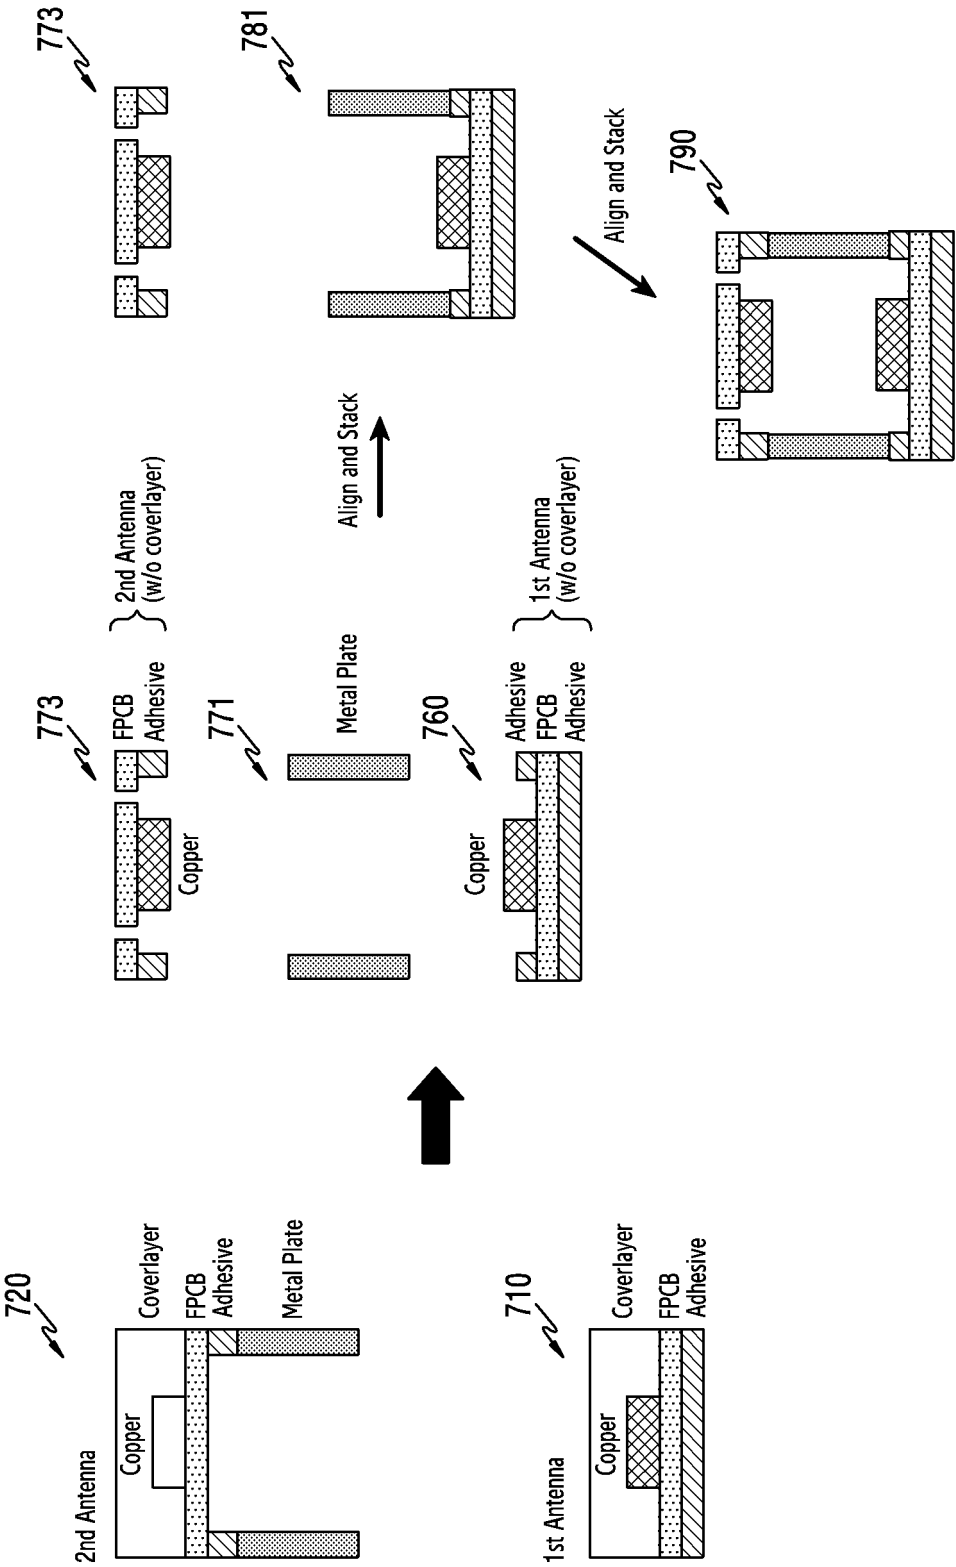 720
2nd Antenna
Copper
Coverlayer
FPCB
Adhesive
Metal Plate
710
1st Antenna
Copper
Coverlayer
FPCB
Adhesive
773
FPCB
Adhesive
2nd Antenna
(w/o coverlayer)
Copper
771
Metal Plate
760
Copper
Adhesive
FPCB
Adhesive
1st Antenna
(w/o coverlayer)
Align and Stack
773
781
Align and Stack
790